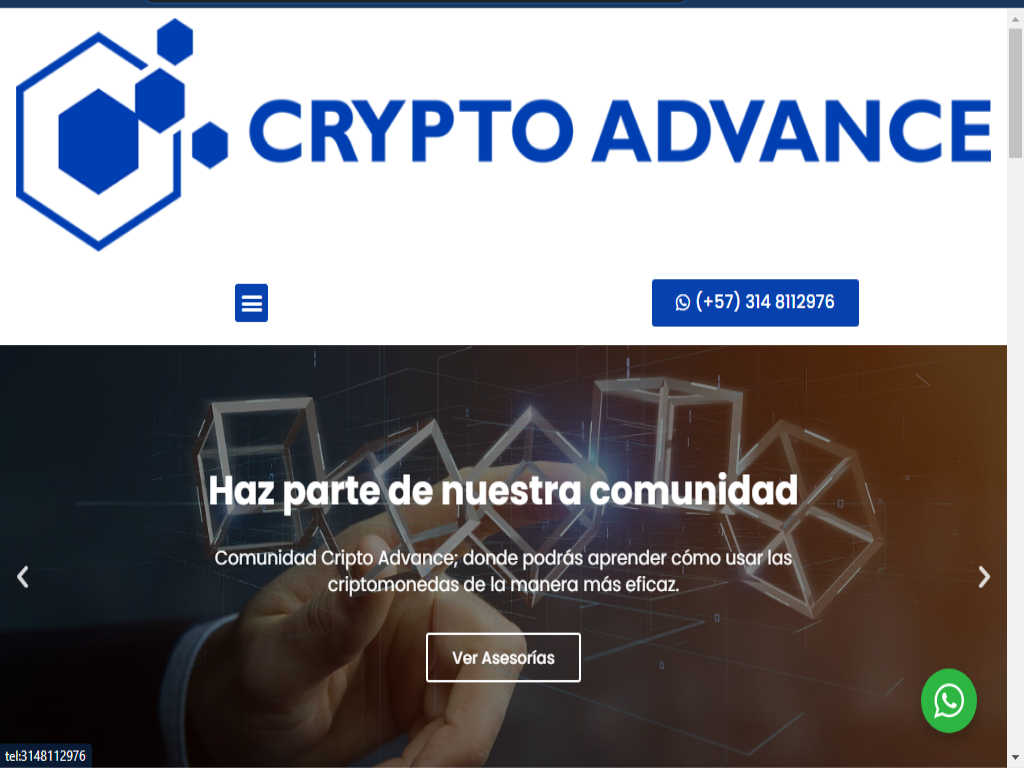 CRYPTO ADVANCE
(+57) 314 8112976
Haz parte de nuestra comunidad
Comunidad Cripto Advance; donde podrás aprender cómo usar las
criptomonedas de la manera más eficaz.
Ver Asesorías
tel:3148112976